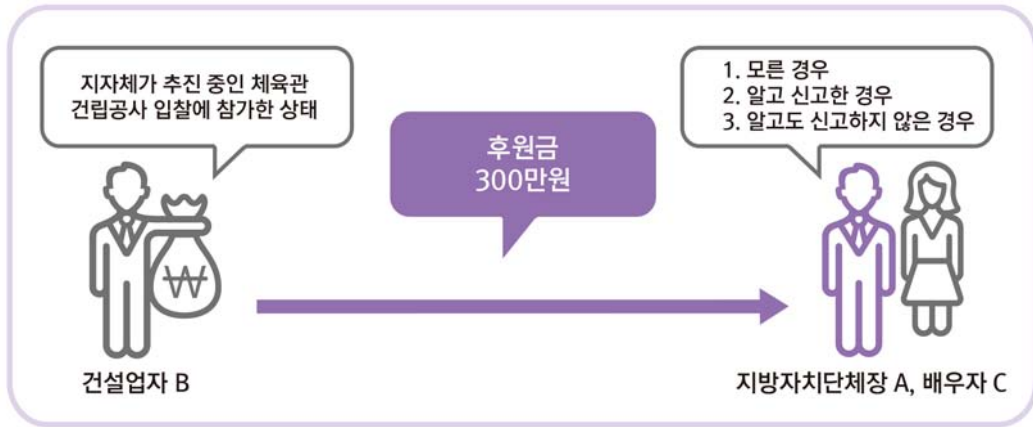 지자체가 추진 중인 체육관
건립공사 입찰에 참가한 상태
후원금
300만원
1. 모른 경우
2. 알고 신고한 경우
3. 알고도 신고하지 않은 경우
₩
건설업자 B
지방자치단체장 A, 배우자 C